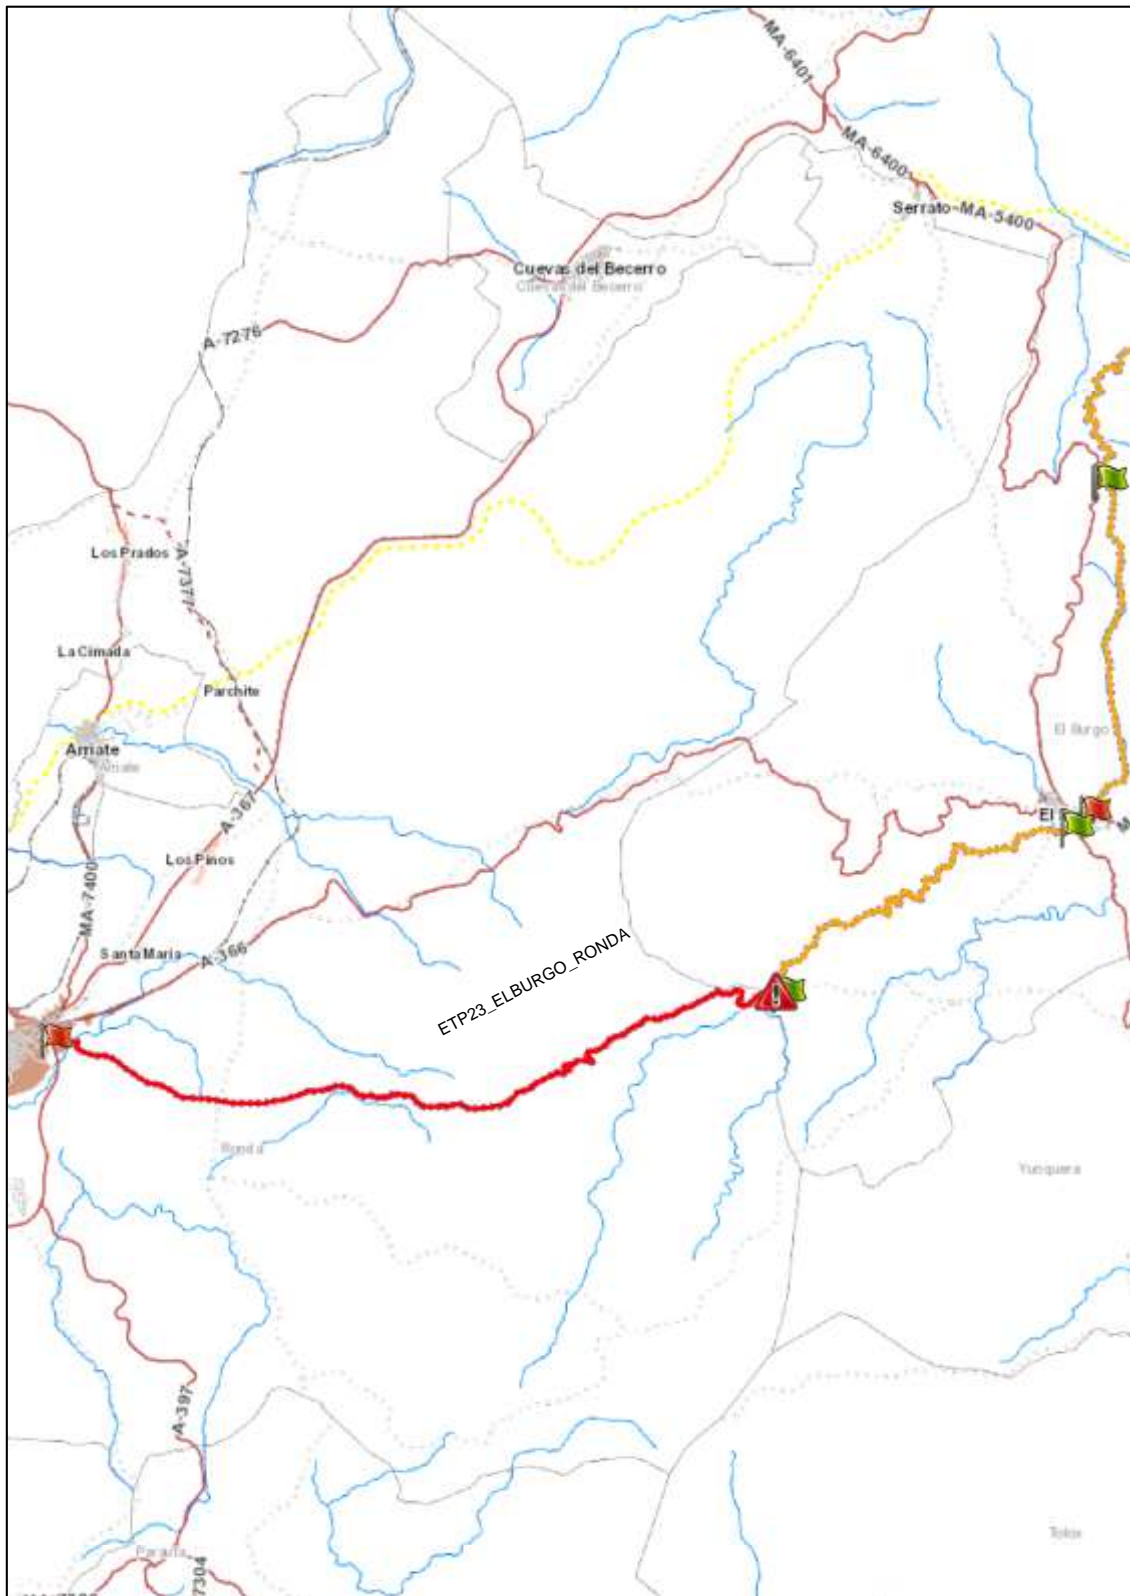 MA-6401
MA-6400
Serrato
MA-5400
Cuevas del Becerro
Cuevas del Becerro
A-7276
Los Prados
A-7377
La Cimada
Parchite
Arriate
Arriate
El Burgo
El
A-367
Los Pinos
MA-7400
Santa Maria
A-366
ETP23_ELBURGO_RONDA
Ronda
Yunquera
A-397
Tolox
Parauta
7304